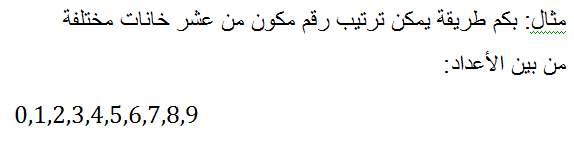 مثال: بكم طريقة يمكن ترتيب رقم مكون من عشر خانات مختلفة
من بين الأعداد:
0,1,2,3,4,5,6,7,8,9